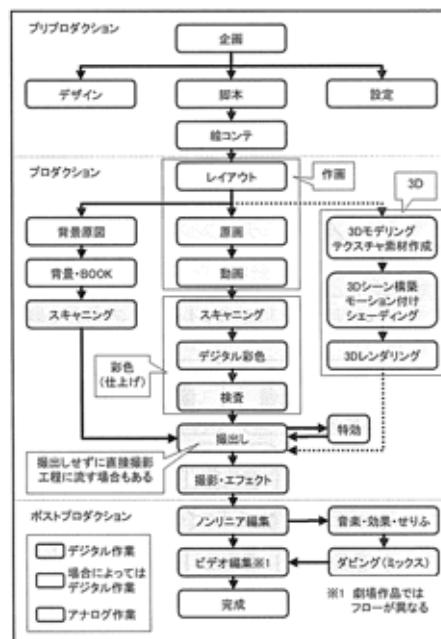 プリプロダクション
企画
デザイン
脚本
設定
絵コンテ
プロダクション
レイアウト
作画
3D
背景原図
原画
3Dモデリング
テクスチャ素材作成
背景・BOOK
動画
スキャニング
スキャニング
3Dシーン構築
モーション付け
シェーディング
デジタル彩色
3Dレンダリング
彩色
(仕上げ)
検査
撮出し
特効
撮出しせずに直接撮影
工程に流す場合もある
撮影・エフェクト
ポストプロダクション
ノンリニア編集
音楽・効果・せりふ
デジタル作業
場合によっては
デジタル作業
アナログ作業
ビデオ編集※1
ダビング(ミックス)
完成
※1 劇場作品では
フローが異なる